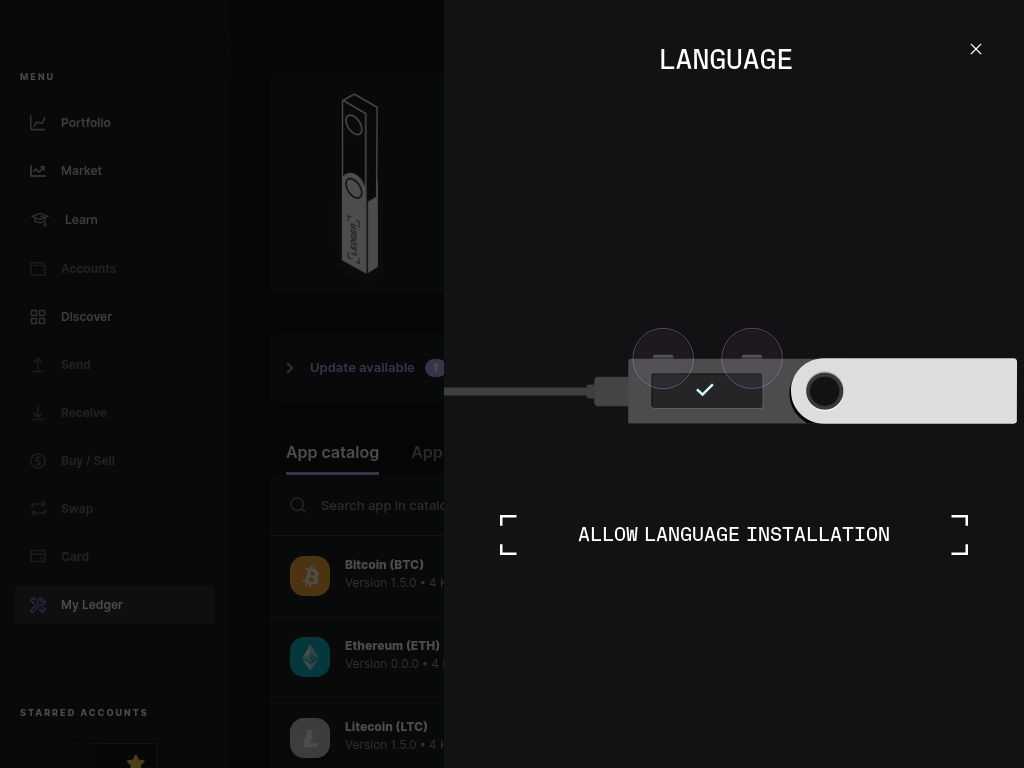 MENU
Portfolio
Market
Learn
Accounts
Discover
Send
Receive
Buy / Sell
Swap
Card
My Ledger
STARRED ACCOUNTS
LEDGER
Update available 1
App catalog App
Search app in catalo
Bitcoin (BTC)
Version 1.5.0 • 4 K
Ethereum (ETH)
Version 0.0.0 • 4
Litecoin (LTC)
Version 1.5.0 • 4 K
LANGUAGE
ALLOW LANGUAGE INSTALLATION